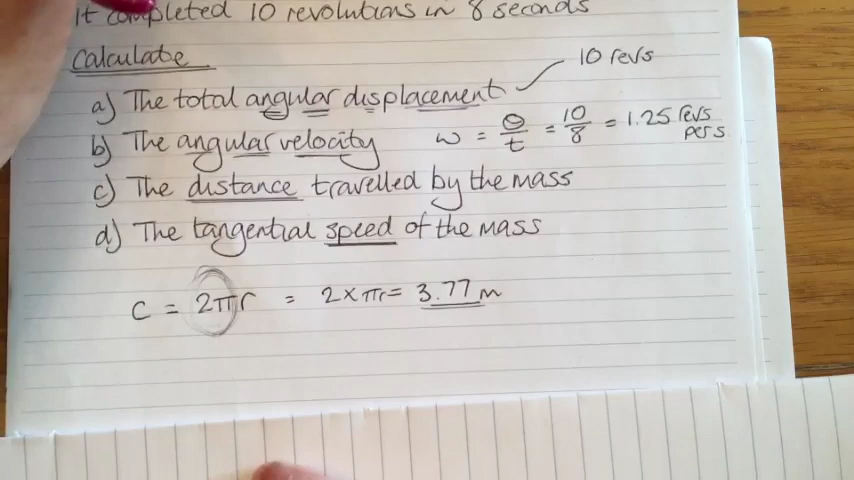 It completed 10 revolutions in 8 seconds
Calculate
a) The total angular displacement 10 revs
b) The angular velocity ω = θ/t = 10/8 = 1.25 revs per s
c) The distance travelled by the mass
d) The tangential speed of the mass
C = 2πr = 2×πr= 3.77 m